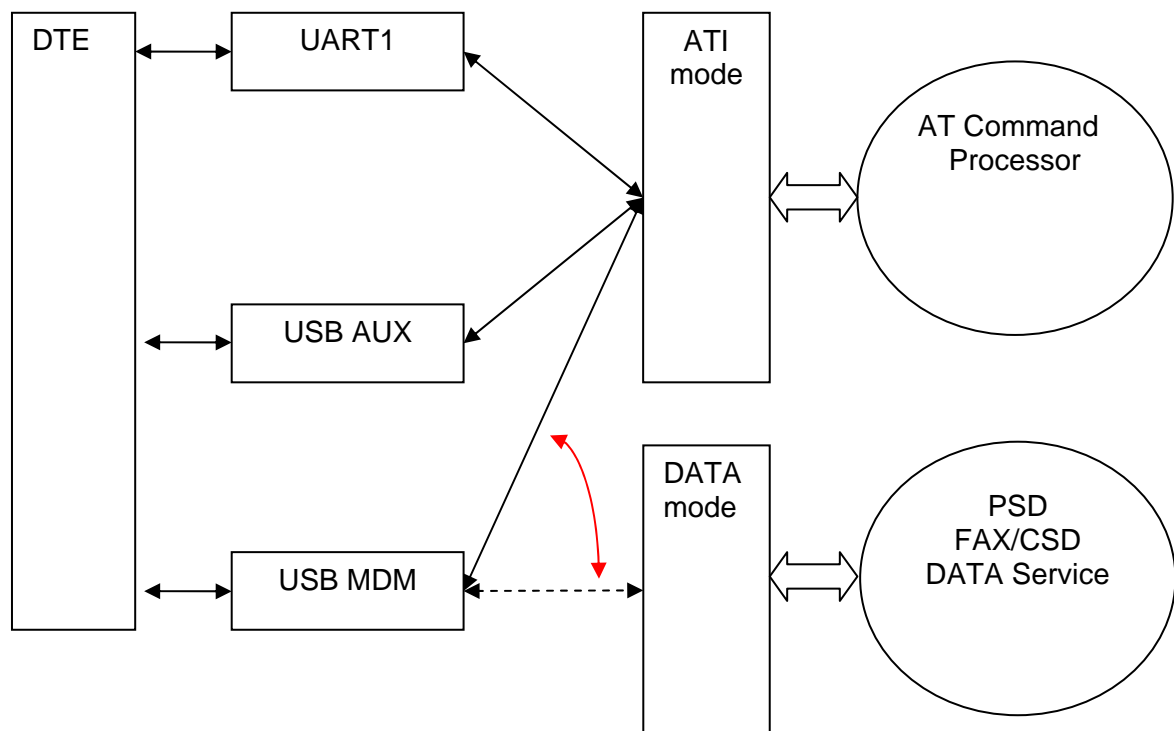 DTE
UART1
ATI
mode
AT Command
Processor
USB AUX
DATA
mode
PSD
FAX/CSD
DATA Service
USB MDM